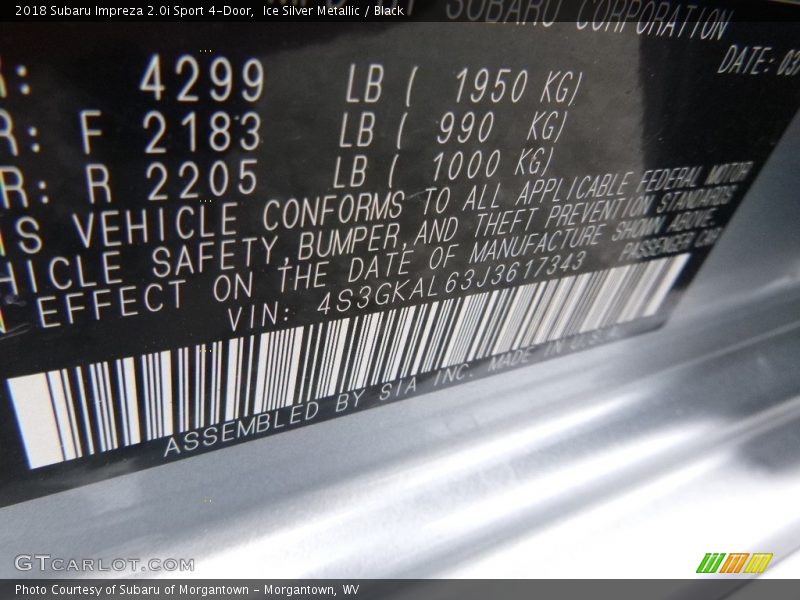 2018 Subaru Impreza 2.0i Sport 4-Door, Ice Silver Metallic / Black
SUBARU CORPORATION
DATE: 03
R: 4299 LB ( 1950 KG)
R: F 2183 LB ( 990 KG)
R: R 2205 LB ( 1000 KG)
IS VEHICLE CONFORMS TO ALL APPLICABLE FEDERAL MOTOR
HICLE SAFETY, BUMPER, AND THEFT PREVENTION STANDARDS
N EFFECT ON THE DATE OF MANUFACTURE SHOWN ABOVE.
VIN: 4S3GKAL63J3617343 PASSENGER CAR
ASSEMBLED BY SIA INC. MADE IN U.S.A.
GTCARLOT.COM
Photo Courtesy of Subaru of Morgantown - Morgantown, WV